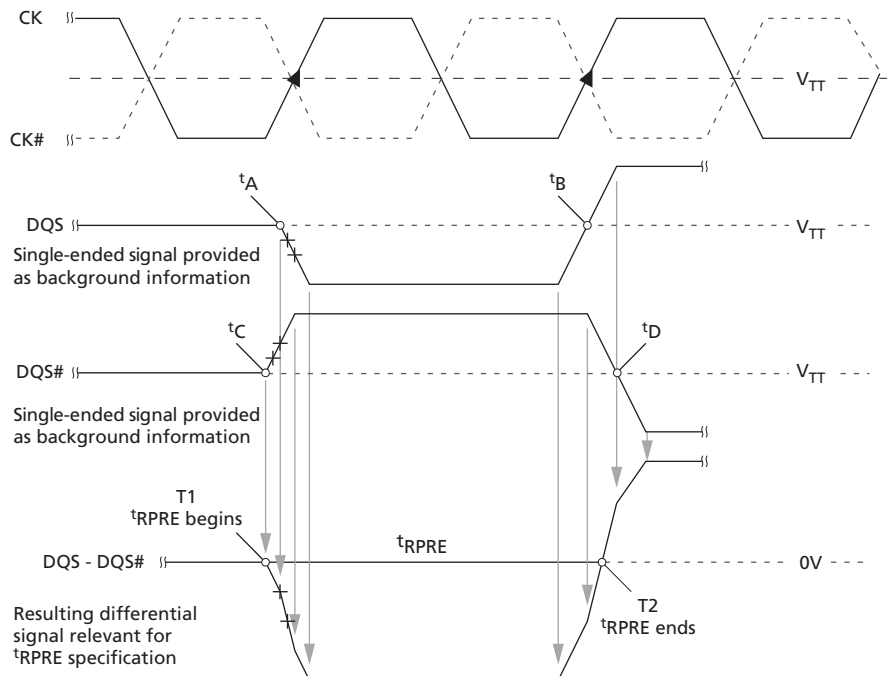 CK
VTT
CK#
tA
tB
DQS
VTT
Single-ended signal provided
as background information
tC
tD
DQS#
VTT
Single-ended signal provided
as background information
T1
tRPRE begins
tRPRE
DQS - DQS#
0V
T2
tRPRE ends
Resulting differential
signal relevant for
tRPRE specification